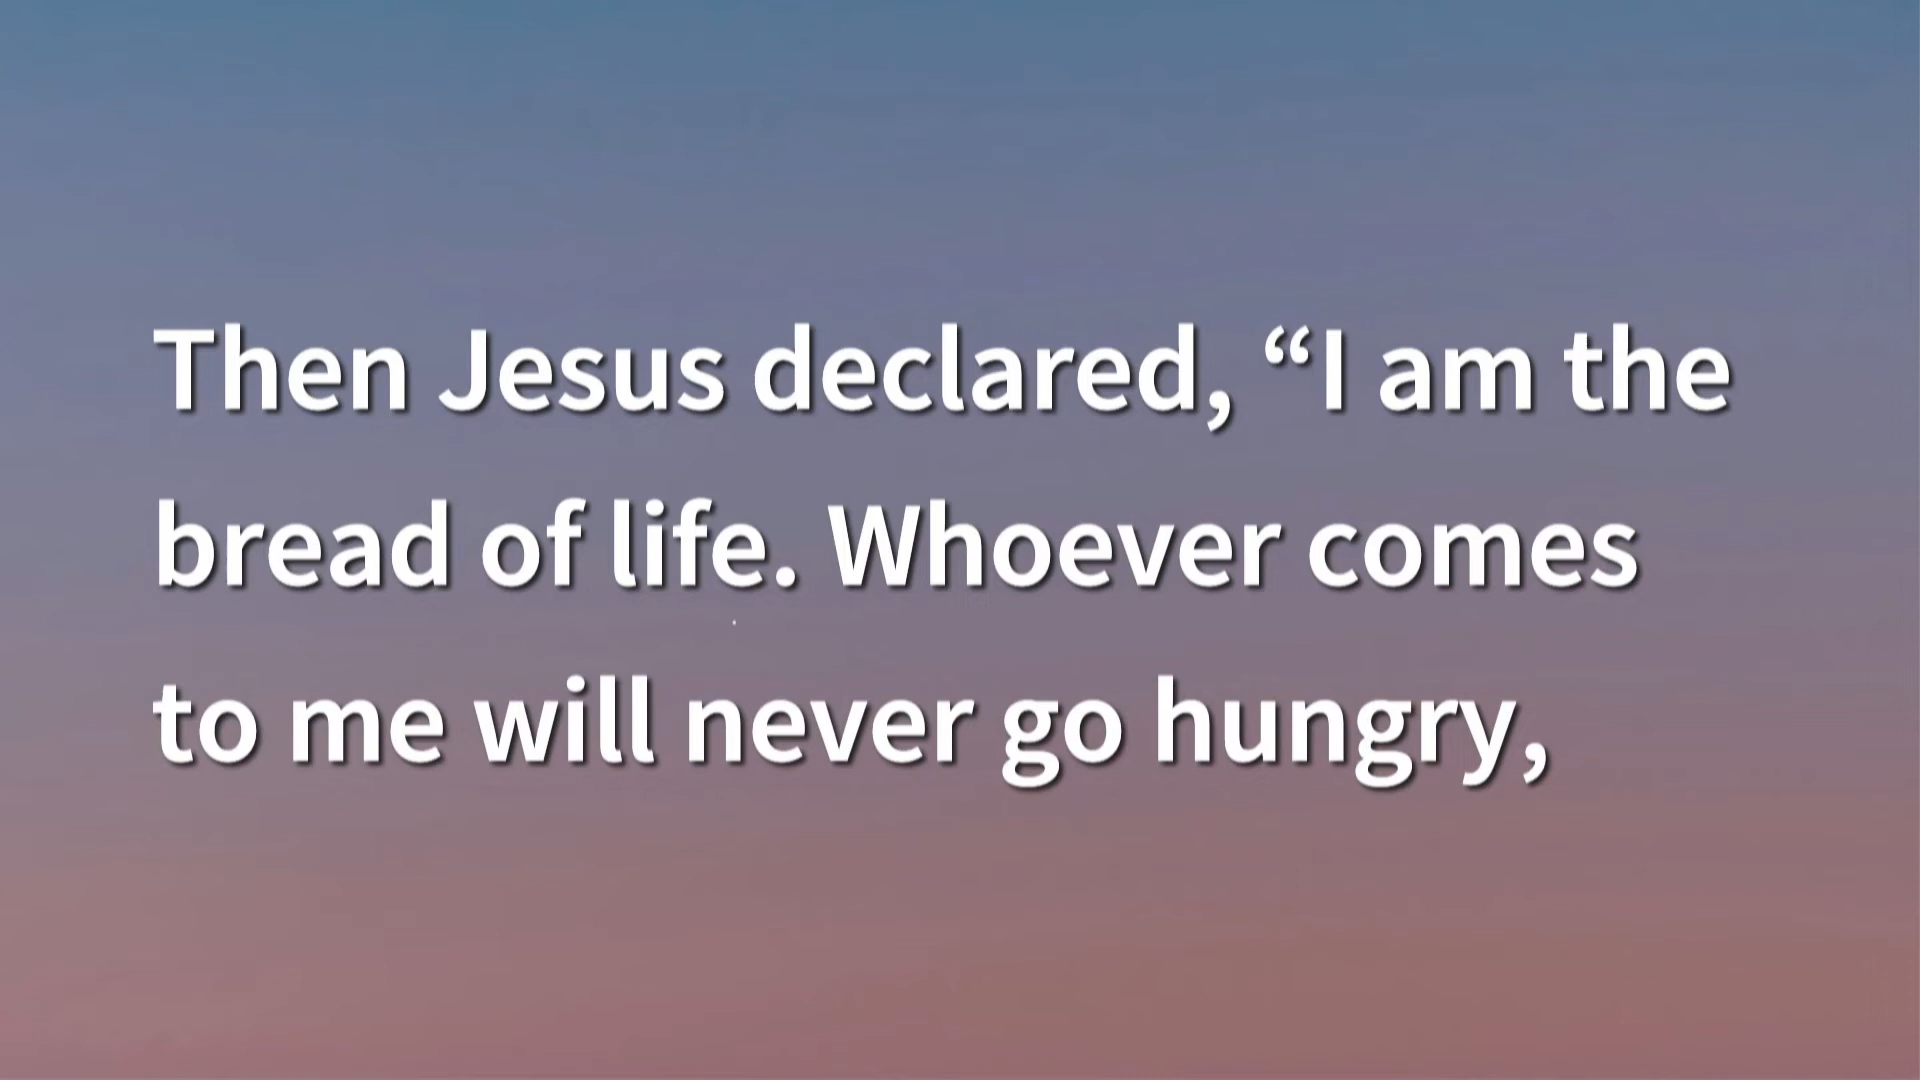 Then Jesus declared, “I am the
bread of life. Whoever comes
to me will never go hungry,